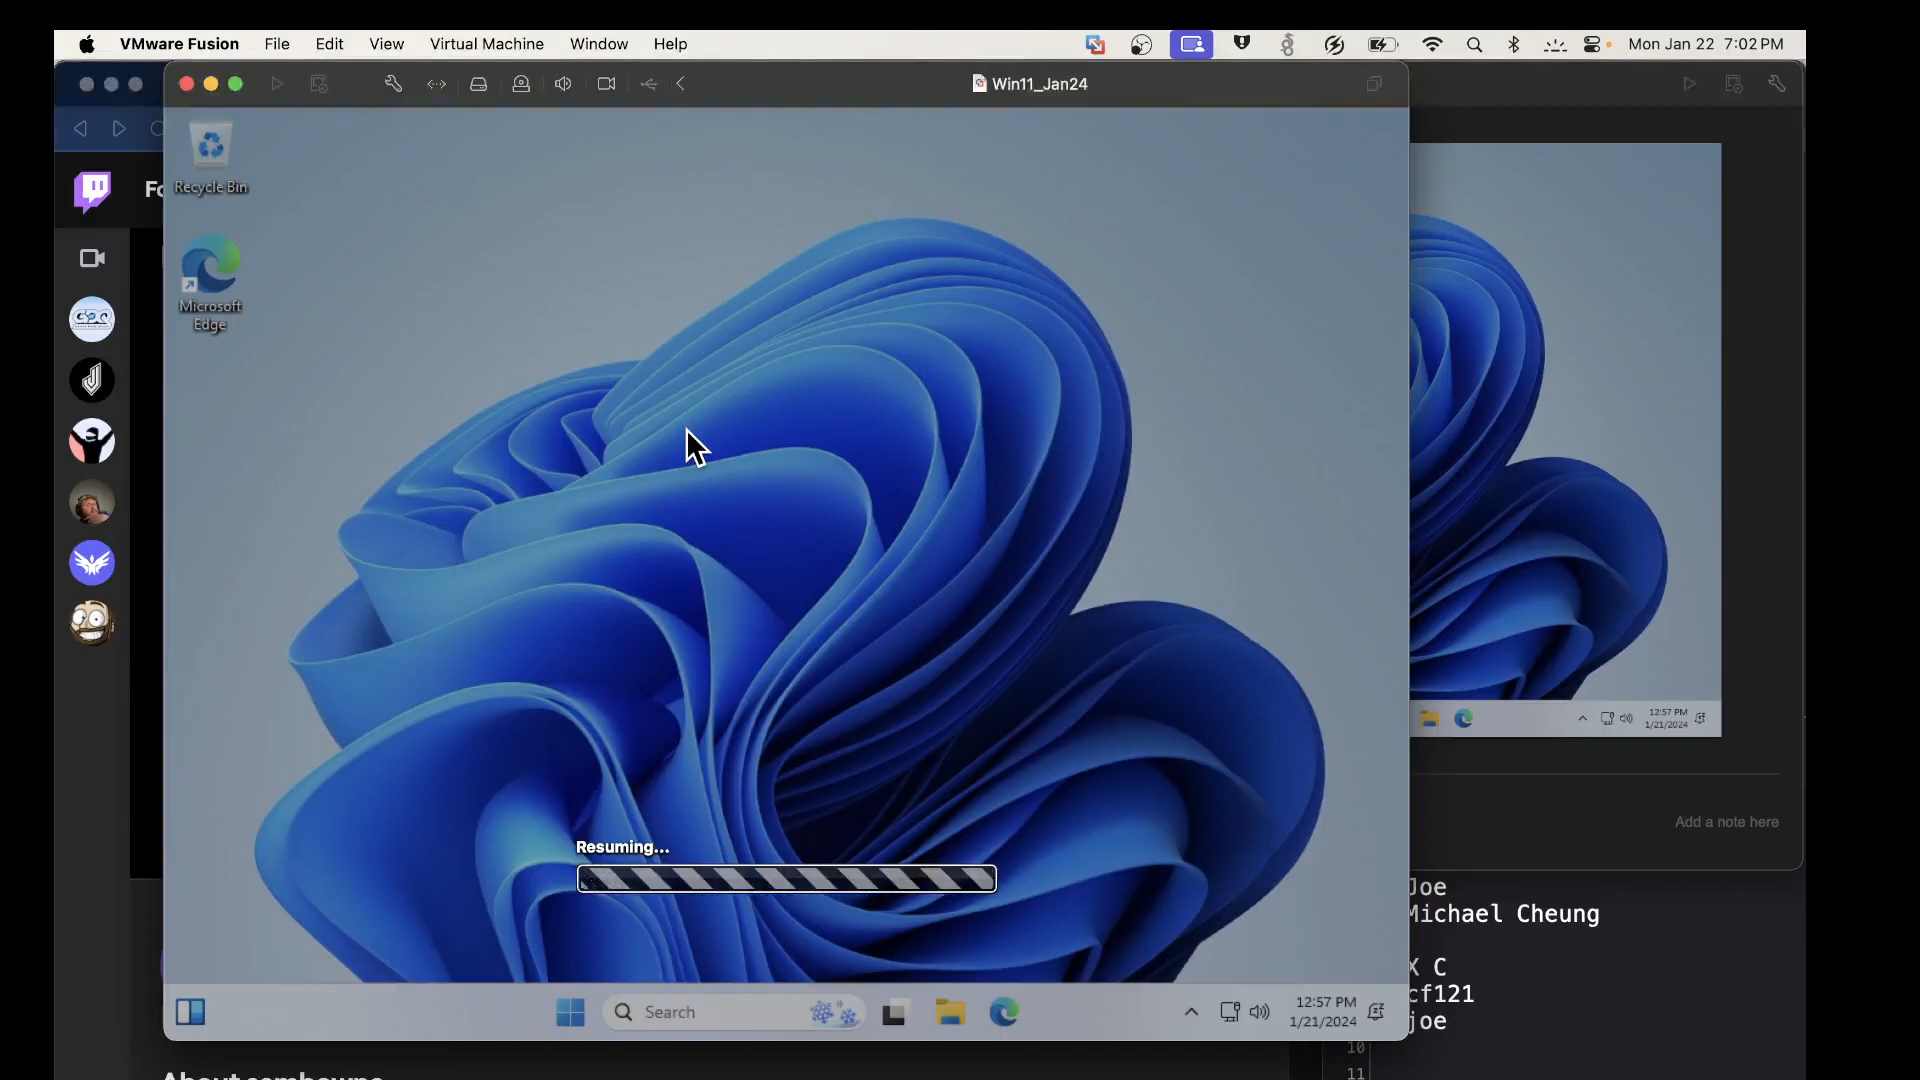 VMware Fusion File Edit View Virtual Machine Window Help Mon Jan 22 7:02 PM
Win11_Jan24
Recycle Bin
Microsoft
Edge
Resuming...
Search
12:57 PM
1/21/2024
12:57 PM
1/21/2024
Add a note here
Joe
Michael Cheung
X C
cf121
joe
10
11